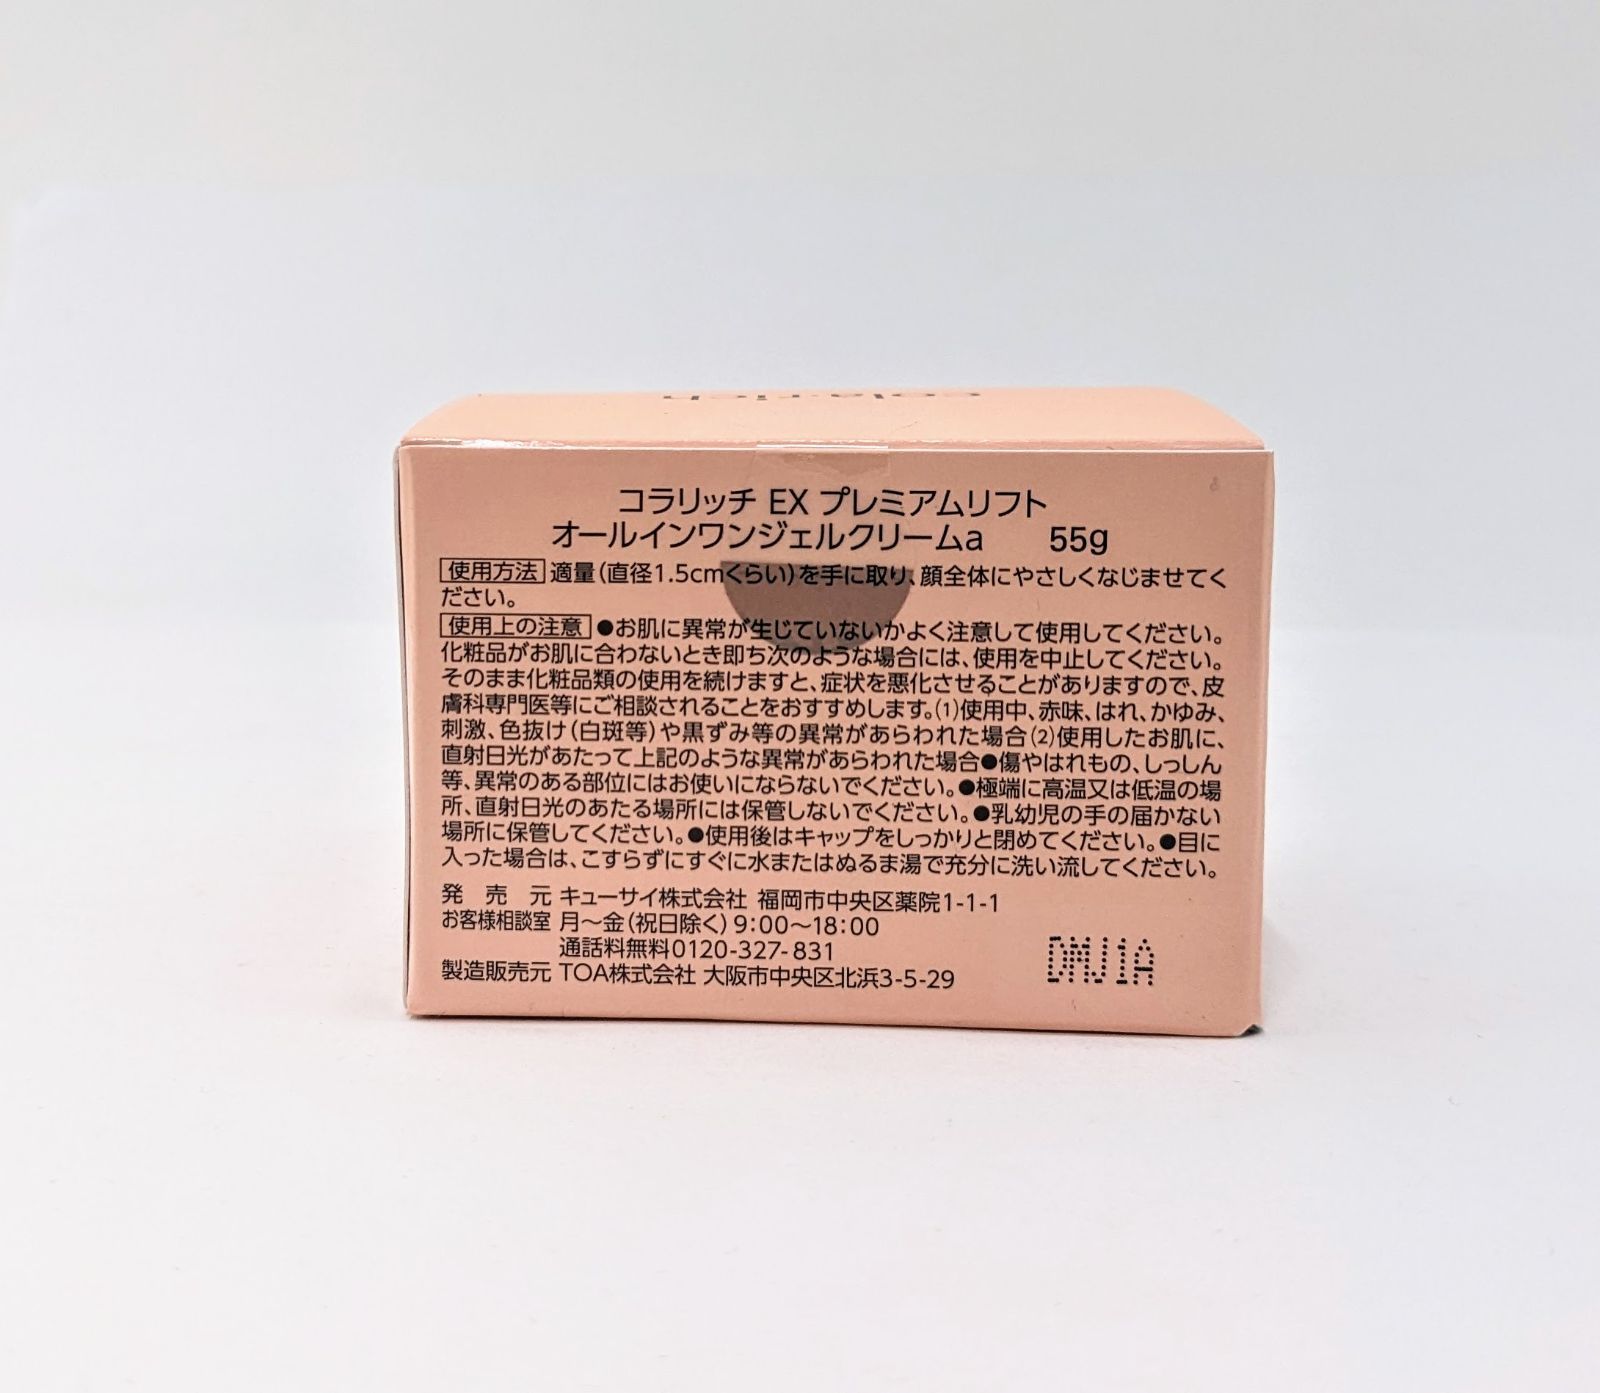 cola·rich
コラリッチ EX プレミアムリフト
オールインワンジェルクリームa 55g
使用方法 適量(直径1.5cmくらい)を手に取り、顔全体にやさしくなじませてく
ださい。
使用上の注意 ●お肌に異常が生じていないかよく注意して使用してください。
化粧品がお肌に合わないとき即ち次のような場合には、使用を中止してください。
そのまま化粧品類の使用を続けますと、症状を悪化させることがありますので、皮
膚科専門医等にご相談されることをおすすめします。(1)使用中、赤味、はれ、かゆみ、
刺激、色抜け(白斑等)や黒ずみ等の異常があらわれた場合(2)使用したお肌に、
直射日光があたって上記のような異常があらわれた場合●傷やはれもの、しっしん
等、異常のある部位にはお使いにならないでください。●極端に高温又は低温の場
所、直射日光のあたる場所には保管しないでください。●乳幼児の手の届かない
場所に保管してください。●使用後はキャップをしっかりと閉めてください。●目に
入った場合は、こすらずにすぐに水またはぬるま湯で充分に洗い流してください。
発 売 元 キューサイ株式会社 福岡市中央区薬院1-1-1
お客様相談室 月〜金(祝日除く)9:00〜18:00
通話料無料0120-327-831
製造販売元 TOA株式会社 大阪市中央区北浜3-5-29
DMJ1A